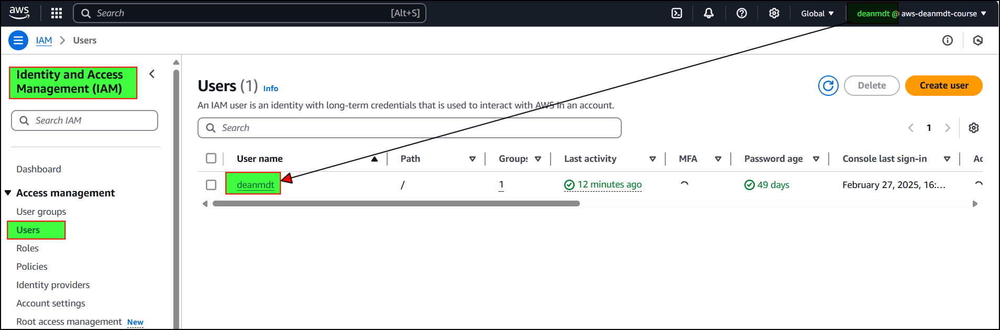 aws
Search [Alt+S]
Global
deanmdt @ aws-deanmdt-course
IAM > Users
Identity and Access
Management (IAM)
Search IAM
Dashboard
Access management
User groups
Users
Roles
Policies
Identity providers
Account settings
Root access management New
Users (1) Info
Delete
Create user
An IAM user is an identity with long-term credentials that is used to interact with AWS in an account.
Search
1
User name Path Groups Last activity MFA Password age Console last sign-in Ac
deanmdt / 1 12 minutes ago 49 days February 27, 2025, 16:...